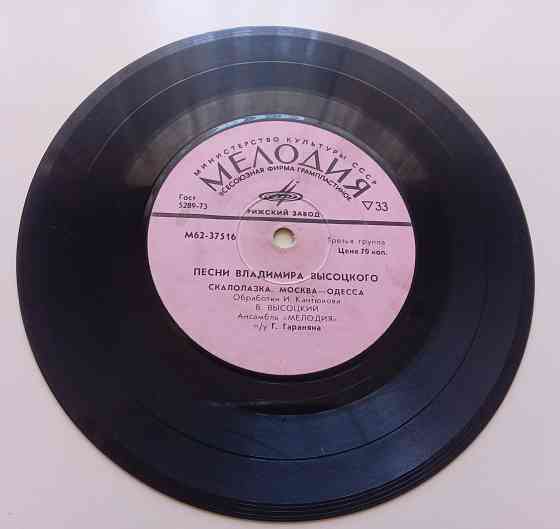 МИНИСТЕРСТВО КУЛЬТУРЫ СССР
МЕЛОДИЯ
ВСЕСОЮЗНАЯ ФИРМА ГРАМПЛАСТИНОК
Гост
5289-73
▽33
РИЖСКИЙ ЗАВОД
М62-37516
Третья группа
Цена 70 коп.
ПЕСНИ ВЛАДИМИРА ВЫСОЦКОГО
СКАЛОЛАЗКА. МОСКВА—ОДЕССА
Обработки И. Кантюкова
В. ВЫСОЦКИЙ
Ансамбль «МЕЛОДИЯ»
п/у Г. Гараняна